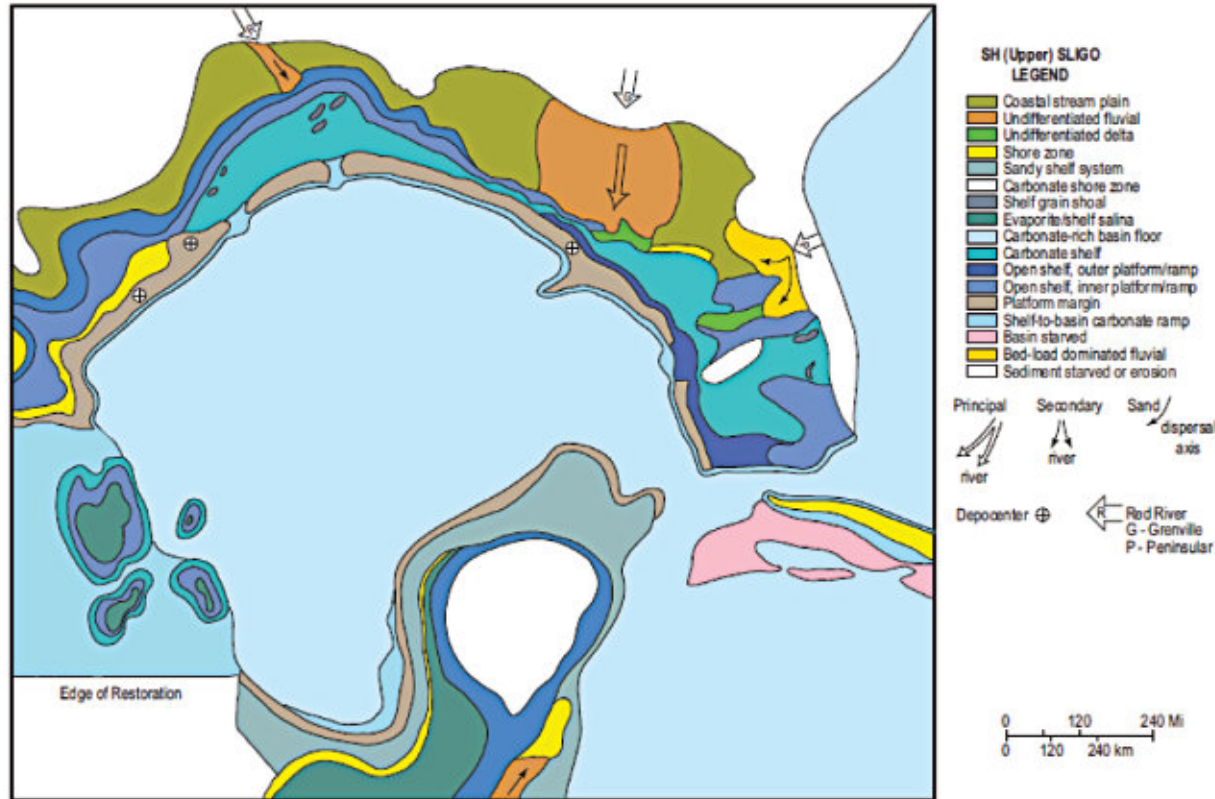 SH (Upper) SLIGO
LEGEND
Coastal stream plain
Undifferentiated fluvial
Undifferentiated delta
Shore zone
Sandy shelf system
Carbonate shore zone
Shelf grain shoal
Evaporite/shelf salina
Carbonate-rich basin floor
Carbonate shelf
Open shelf, outer platform/ramp
Open shelf, inner platform/ramp
Platform margin
Shelf-to-basin carbonate ramp
Basin starved
Bed-load dominated fluvial
Sediment starved or erosion
Principal Secondary Sand
dispersal
axis
river
river
Depocenter
R Red River
G - Grenville
P - Peninsular
Edge of Restoration
0 120 240 Mi
0 120 240 km
G